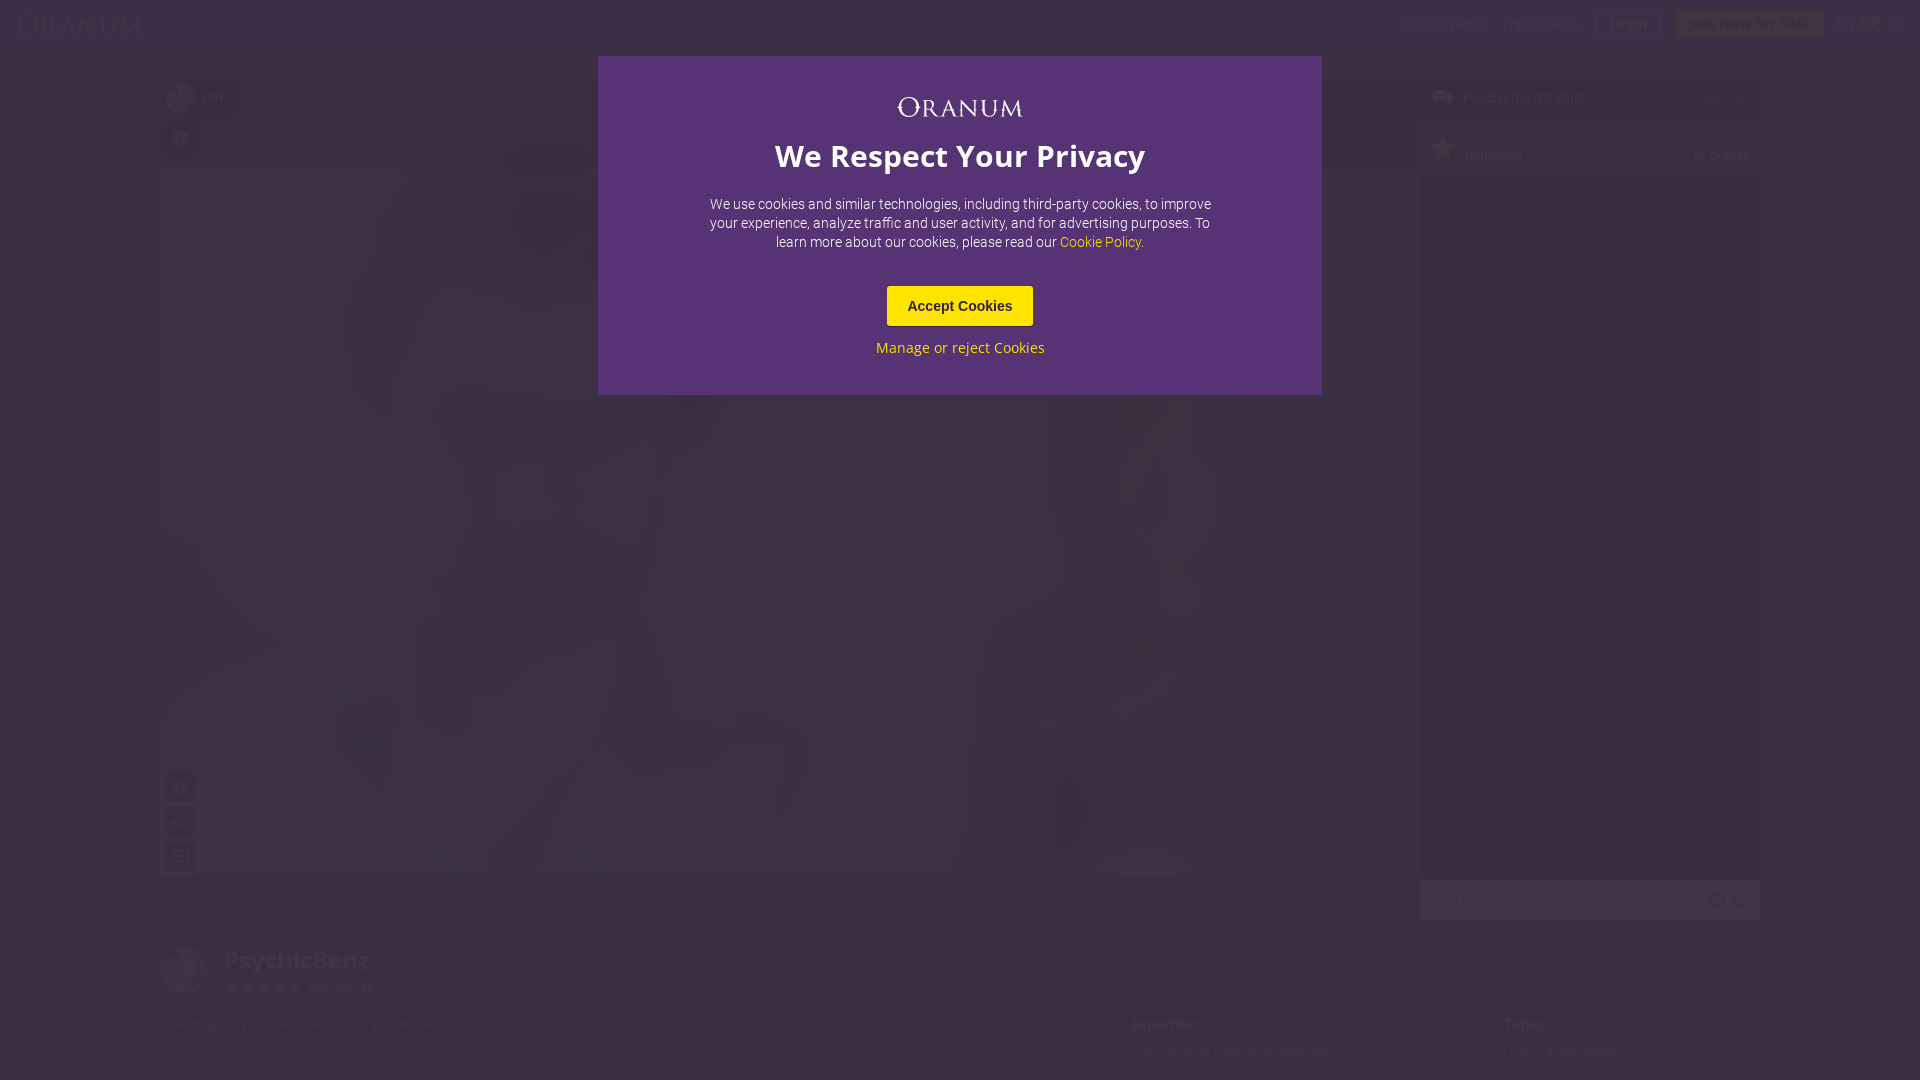 ORANUM
Live Experts Top Experts Login Join Now for FREE EN
ORANUM
We Respect Your Privacy
We use cookies and similar technologies, including third-party cookies, to improve
your experience, analyze traffic and user activity, and for advertising purposes. To
learn more about our cookies, please read our Cookie Policy.
Accept Cookies
Manage or reject Cookies
LIVE
PsychicBenz's Chat
10 Credits
PsychicBenz
Expertise:
Topics: